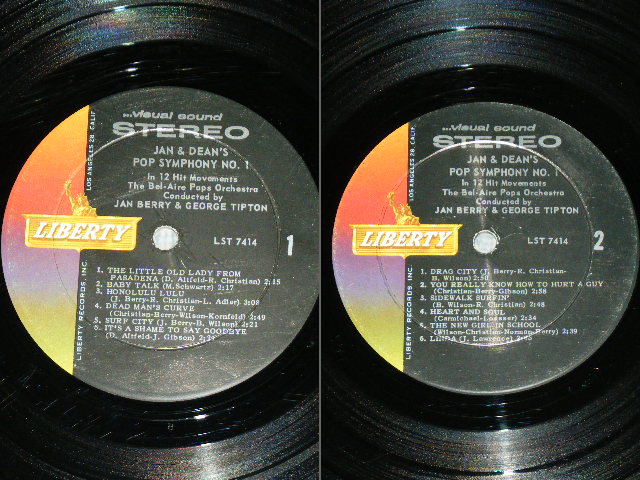 ...visual sound
STEREO
JAN & DEAN'S
POP SYMPHONY NO. 1
In 12 Hit Movements
The Bel-Aire Pops Orchestra
Conducted by
JAN BERRY & GEORGE TIPTON
LIBERTY
LST 7414
1
1. THE LITTLE OLD LADY FROM
PASADENA (D. Altfeld-R. Christian) 2:15
2. BABY TALK (M. Schwartz) 2:17
3. HONOLULU LULU
(J. Berry-R. Christian-L. Adler) 3:08
4. DEAD MAN'S CURVE
(Christian-Berry-Wilson-Kornfeld) 2:49
5. SURF CITY (J. Berry-B. Wilson) 2:21
6. IT'S A SHAME TO SAY GOODBYE
(D. Altfeld-J. Gibson)
LIBERTY RECORDS, INC.
LOS ANGELES 28, CALIF.
...visual sound
STEREO
JAN & DEAN'S
POP SYMPHONY NO. 1
In 12 Hit Movements
The Bel-Aire Pops Orchestra
Conducted by
JAN BERRY & GEORGE TIPTON
LIBERTY
LST 7414
2
1. DRAG CITY (J. Berry-R. Christian-
B. Wilson) 2:50
2. YOU REALLY KNOW HOW TO HURT A GUY
(Christian-Berry-Gibson) 2:58
3. SIDEWALK SURFIN'
(B. Wilson-R. Christian) 2:48
4. HEART AND SOUL
(Carmichael-Loesser) 2:34
5. THE NEW GIRL IN SCHOOL
(Wilson-Christian-Norman-Berry) 2:39
6. LINDA (J. Lawrence)
LIBERTY RECORDS, INC.
LOS ANGELES 28, CALIF.